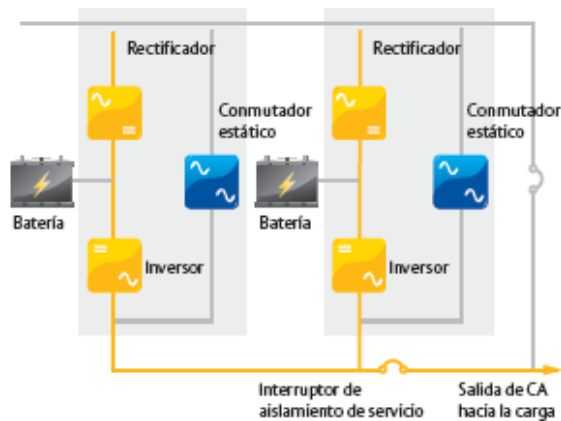 Rectificador
Rectificador
Conmutador
estático
Conmutador
estático
Batería
Batería
Inversor
Inversor
Interruptor de
aislamiento de servicio
Salida de CA
hacia la carga